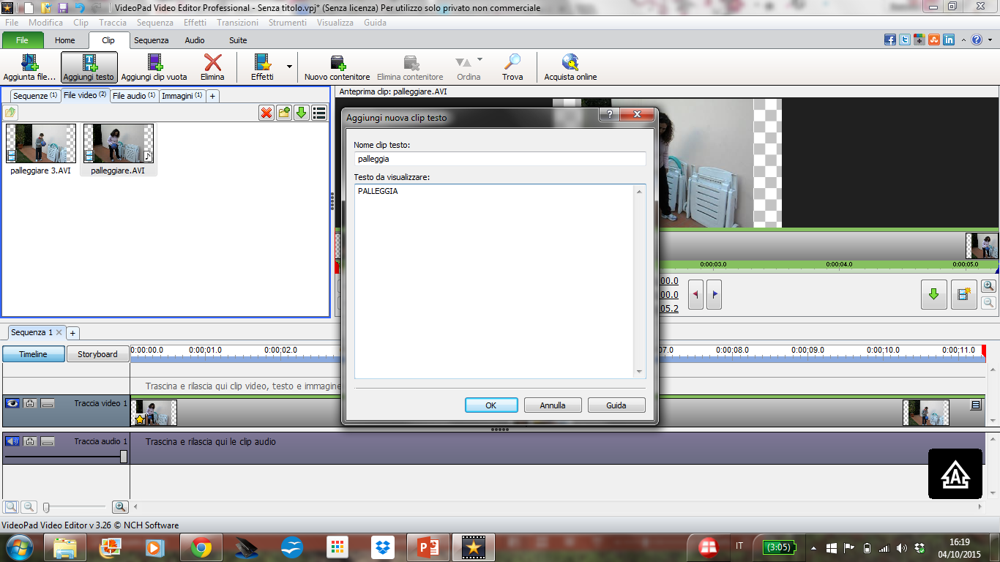 VideoPad Video Editor Professional - Senza titolo.vpj* (Senza licenza) Per utilizzo solo privato non commerciale
File Modifica Clip Traccia Sequenza Effetti Transizioni Strumenti Visualizza Guida
File Home Clip Sequenza Audio Suite
Aggiunta file... Aggiungi testo Aggiungi clip vuota Elimina Effetti Nuovo contenitore Elimina contenitore Ordina Trova Acquista online
Sequenze (1) File video (2) File audio (1) Immagini (1) +
Anteprima clip: palleggiare.AVI
palleggiare 3.AVI palleggiare.AVI
Aggiungi nuova clip testo
Nome clip testo:
palleggia
Testo da visualizzare:
PALLEGGIA
OK Annulla Guida
0:00:03.0 0:00:04.0 0:00:05.0
00.0
00.0
05.2
Sequenza 1 +
Timeline Storyboard
0:00:00.0 0:00:01.0 0:00:02.0 07.0 0:00:08.0 0:00:09.0 0:00:10.0 0:00:11.0
Trascina e rilascia qui clip video, testo e immagine
Traccia video 1
Traccia audio 1 Trascina e rilascia qui le clip audio
A
VideoPad Video Editor v 3.26 © NCH Software
IT (3:05) 16:19
04/10/2015